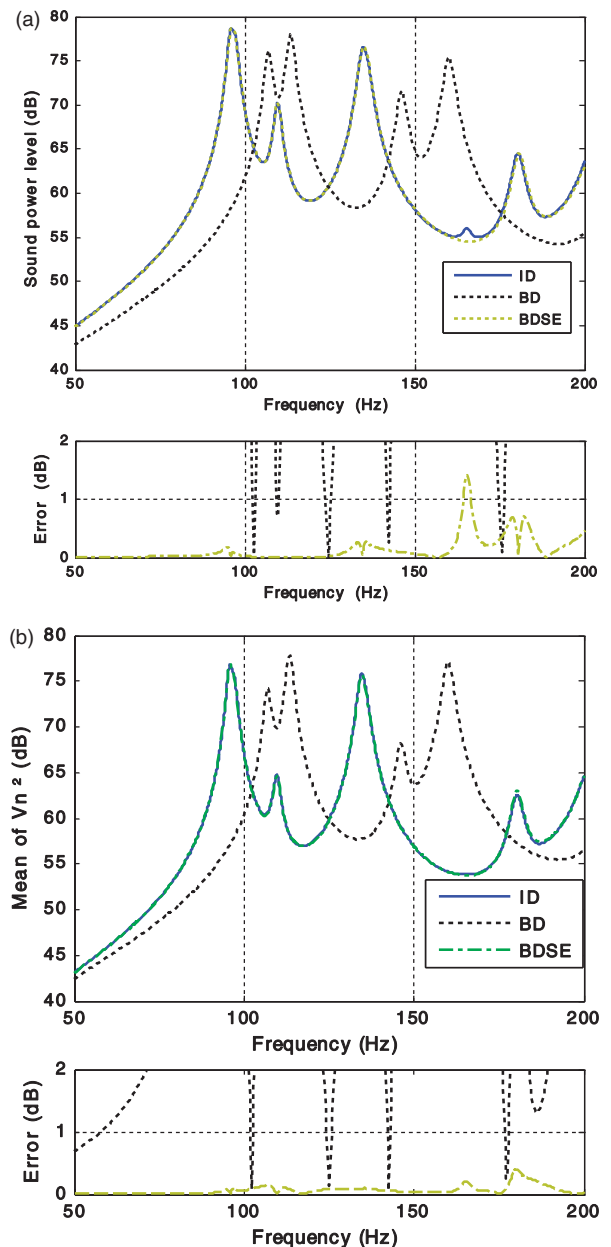 (a)
80
75
70
65
60
55
50
45
40
Sound power level (dB)
ID
BD
BDSE
50
100
150
200
Frequency (Hz)
2
1
0
Error (dB)
50
100
150
200
Frequency (Hz)
(b)
80
75
70
65
60
55
50
45
40
Mean of Vn ² (dB)
ID
BD
BDSE
50
100
150
200
Frequency (Hz)
2
1
0
Error (dB)
50
100
150
200
Frequency (Hz)